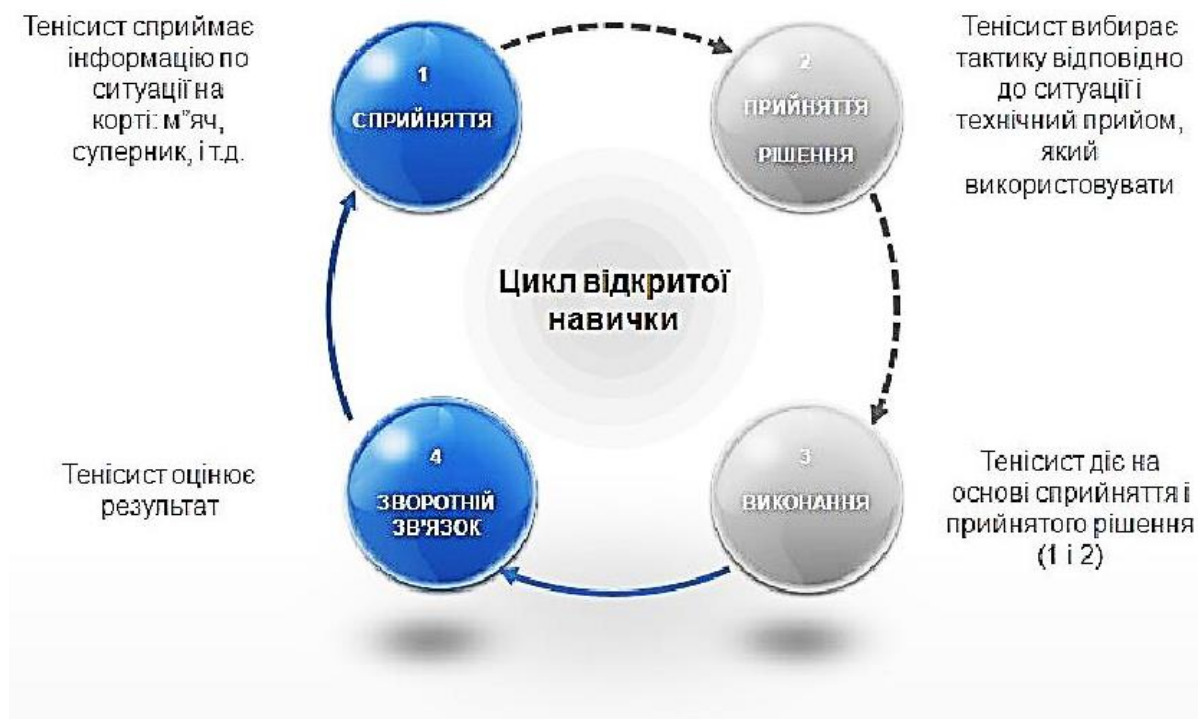 Тенісист сприймає
інформацію по
ситуації на
корті: м"яч,
суперник, і т.д.
1
СПРИЙНЯТТЯ
2
ПРИЙНЯТТЯ
РІШЕННЯ
Тенісист вибирає
тактику відповідно
до ситуації і
технічний прийом,
який
використовувати
Цикл відкритої
навички
Тенісист оцінює
результат
4
ЗВОРОТНІЙ
ЗВ'ЯЗОК
3
ВИКОНАННЯ
Тенісист діє на
основі сприйняття і
прийнятого рішення
(1 і 2)